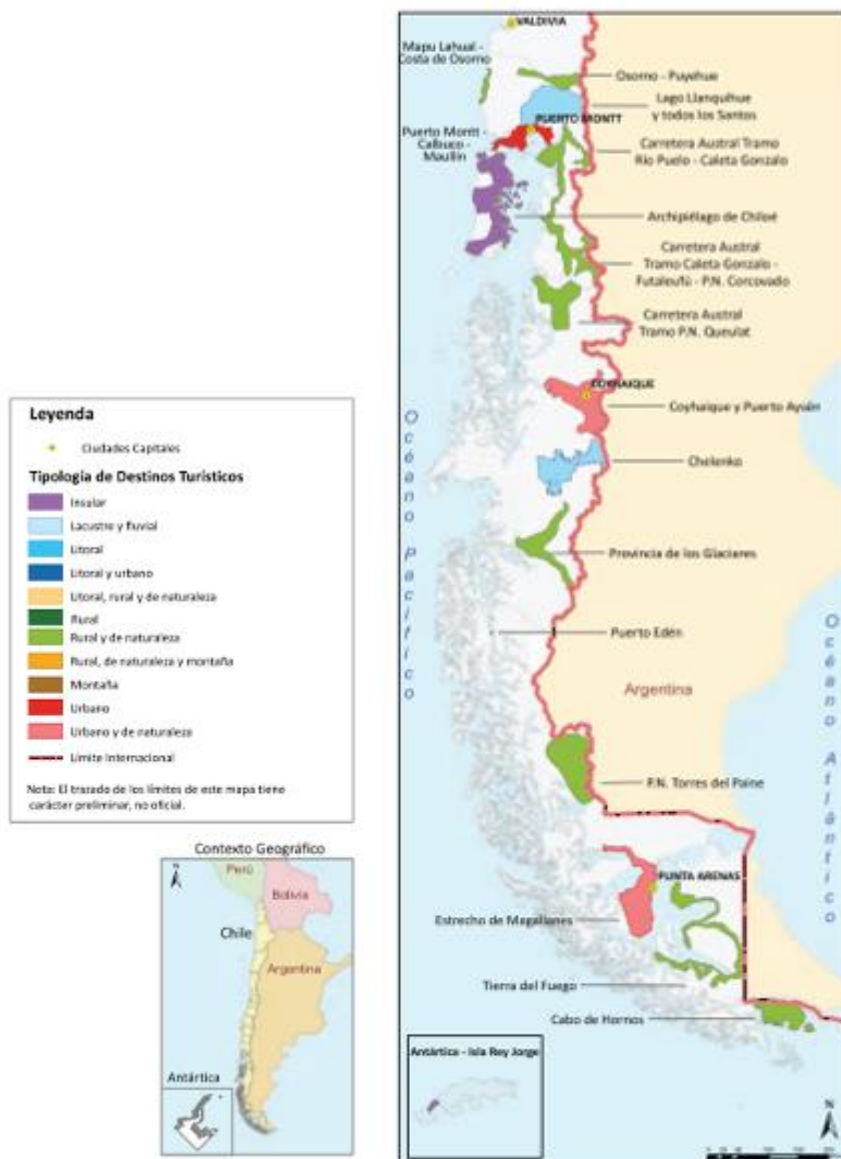 VALDIVIA
Mapu Lahual -
Costa de Osorno
Osorno - Puyehue
Lago Llanquihue
y todos los Santos
PUERTO MONTT
Puerto Montt -
Calbuco -
Maullín
Carretera Austral Tramo
Río Puelo - Caleta Gonzalo
Archipiélago de Chiloé
Carretera Austral
Tramo Caleta Gonzalo -
Futaleufú - P.N. Corcovado
Carretera Austral
Tramo P.N. Queulat
COYHAIQUE
Coyhaique y Puerto Aysén
Chelenko
Provincia de los Glaciares
Puerto Edén
Océano Pacífico
Océano Atlántico
Argentina
P.N. Torres del Paine
PUNTA ARENAS
Estrecho de Magallanes
Tierra del Fuego
Cabo de Hornos
Antártica - Isla Rey Jorge
N
Leyenda
Ciudades Capitales
Tipología de Destinos Turísticos
Insular
Lacustre y fluvial
Litoral
Litoral y urbano
Litoral, rural y de naturaleza
Rural
Rural y de naturaleza
Rural, de naturaleza y montaña
Montaña
Urbano
Urbano y de naturaleza
Límite Internacional
Nota: El trazado de los límites de este mapa tiene
carácter preliminar, no oficial.
Contexto Geográfico
N
Perú
Bolivia
Chile
Argentina
Antártica